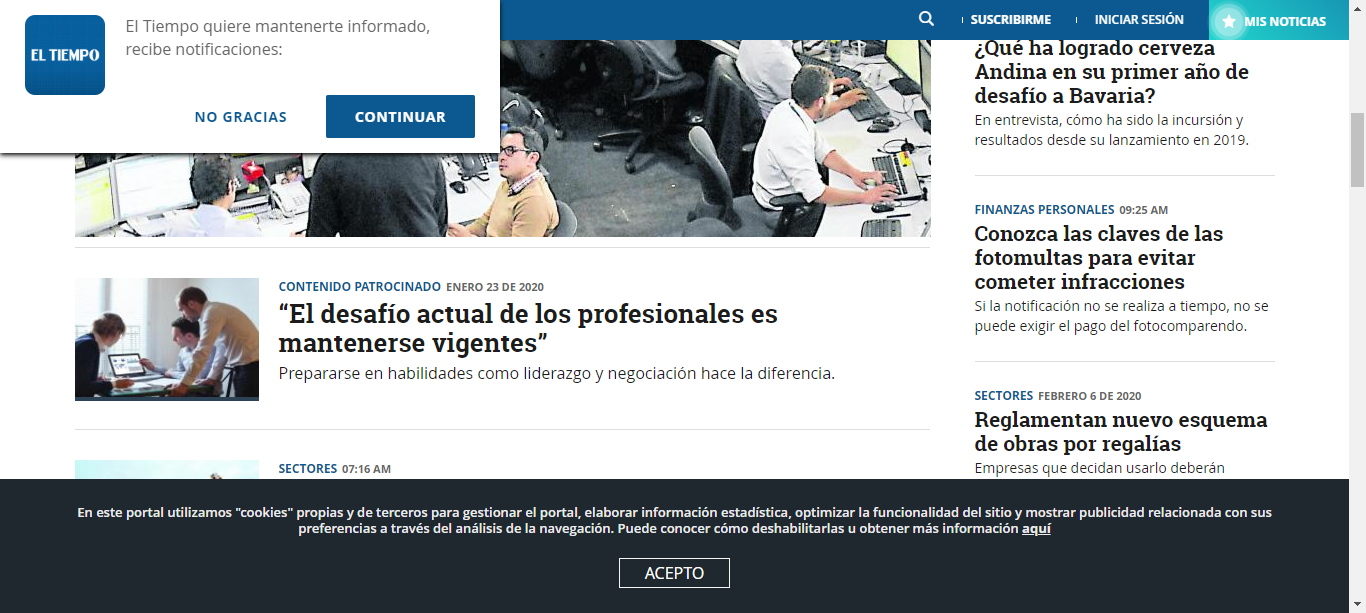 EL TIEMPO
El Tiempo quiere mantenerte informado,
recibe notificaciones:
NO GRACIAS
CONTINUAR
SUSCRIBIRME
INICIAR SESIÓN
MIS NOTICIAS
CONTENIDO PATROCINADO ENERO 23 DE 2020
“El desafío actual de los profesionales es
mantenerse vigentes”
Prepararse en habilidades como liderazgo y negociación hace la diferencia.
SECTORES 07:16 AM
¿Qué ha logrado cerveza
Andina en su primer año de
desafío a Bavaria?
En entrevista, cómo ha sido la incursión y
resultados desde su lanzamiento en 2019.
FINANZAS PERSONALES 09:25 AM
Conozca las claves de las
fotomultas para evitar
cometer infracciones
Si la notificación no se realiza a tiempo, no se
puede exigir el pago del fotocomparendo.
SECTORES FEBRERO 6 DE 2020
Reglamentan nuevo esquema
de obras por regalías
Empresas que decidan usarlo deberán
En este portal utilizamos "cookies" propias y de terceros para gestionar el portal, elaborar información estadística, optimizar la funcionalidad del sitio y mostrar publicidad relacionada con sus
preferencias a través del análisis de la navegación. Puede conocer cómo deshabilitarlas u obtener más información aquí
ACEPTO